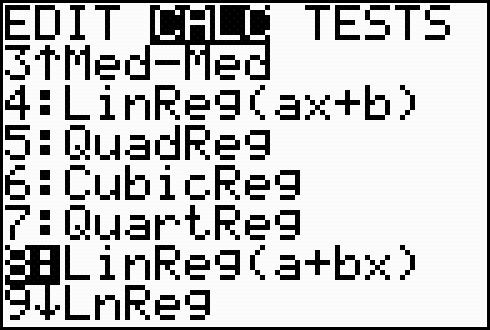 EDIT CALC TESTS
3↑Med-Med
4:LinReg(ax+b)
5:QuadReg
6:CubicReg
7:QuartReg
8:LinReg(a+bx)
9↓LnReg